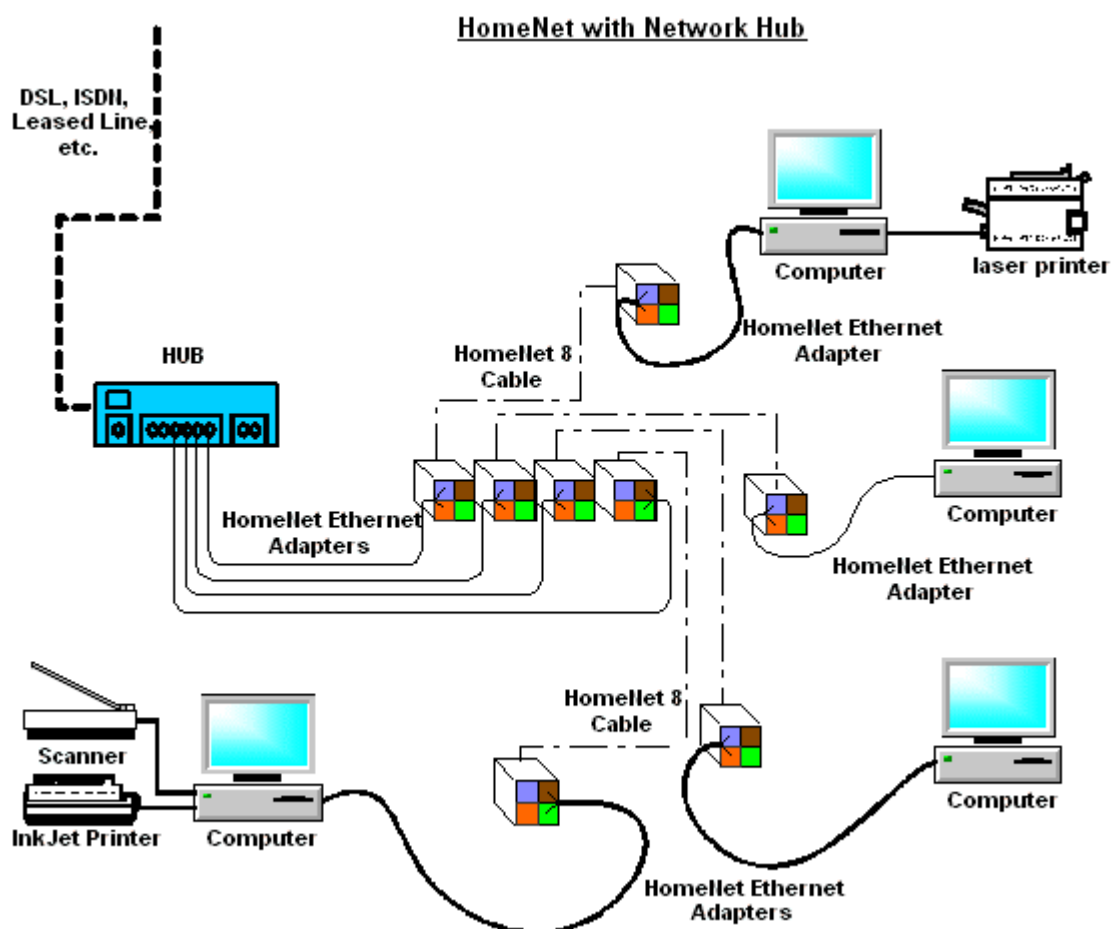 HomeNet with Network Hub
DSL, ISDN,
Leased Line,
etc.
Computer
laser printer
HomeNet Ethernet
Adapter
HUB
HomeNet 8
Cable
HomeNet Ethernet
Adapters
Computer
HomeNet Ethernet
Adapter
HomeNet 8
Cable
Scanner
InkJet Printer
Computer
Computer
HomeNet Ethernet
Adapters